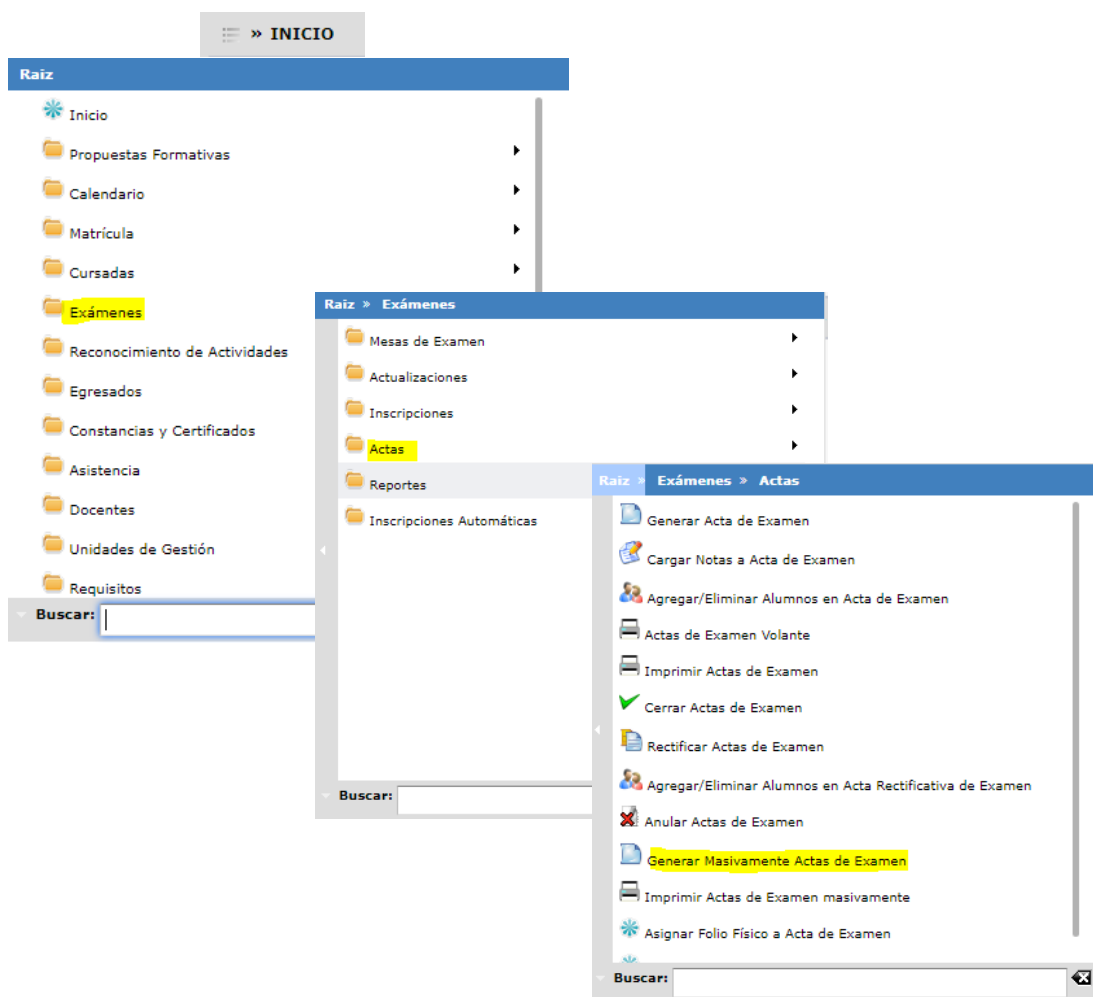 » INICIO
Raíz
Inicio
Propuestas Formativas
Calendario
Matrícula
Cursadas
Exámenes
Reconocimiento de Actividades
Egresados
Constancias y Certificados
Asistencia
Docentes
Unidades de Gestión
Requisitos
Buscar:
Raíz » Exámenes
Mesas de Examen
Actualizaciones
Inscripciones
Actas
Reportes
Inscripciones Automáticas
Buscar:
Raíz » Exámenes » Actas
Generar Acta de Examen
Cargar Notas a Acta de Examen
Agregar/Eliminar Alumnos en Acta de Examen
Actas de Examen Volante
Imprimir Actas de Examen
Cerrar Actas de Examen
Rectificar Actas de Examen
Agregar/Eliminar Alumnos en Acta Rectificativa de Examen
Anular Actas de Examen
Generar Masivamente Actas de Examen
Imprimir Actas de Examen masivamente
Asignar Folio Físico a Acta de Examen
Buscar: